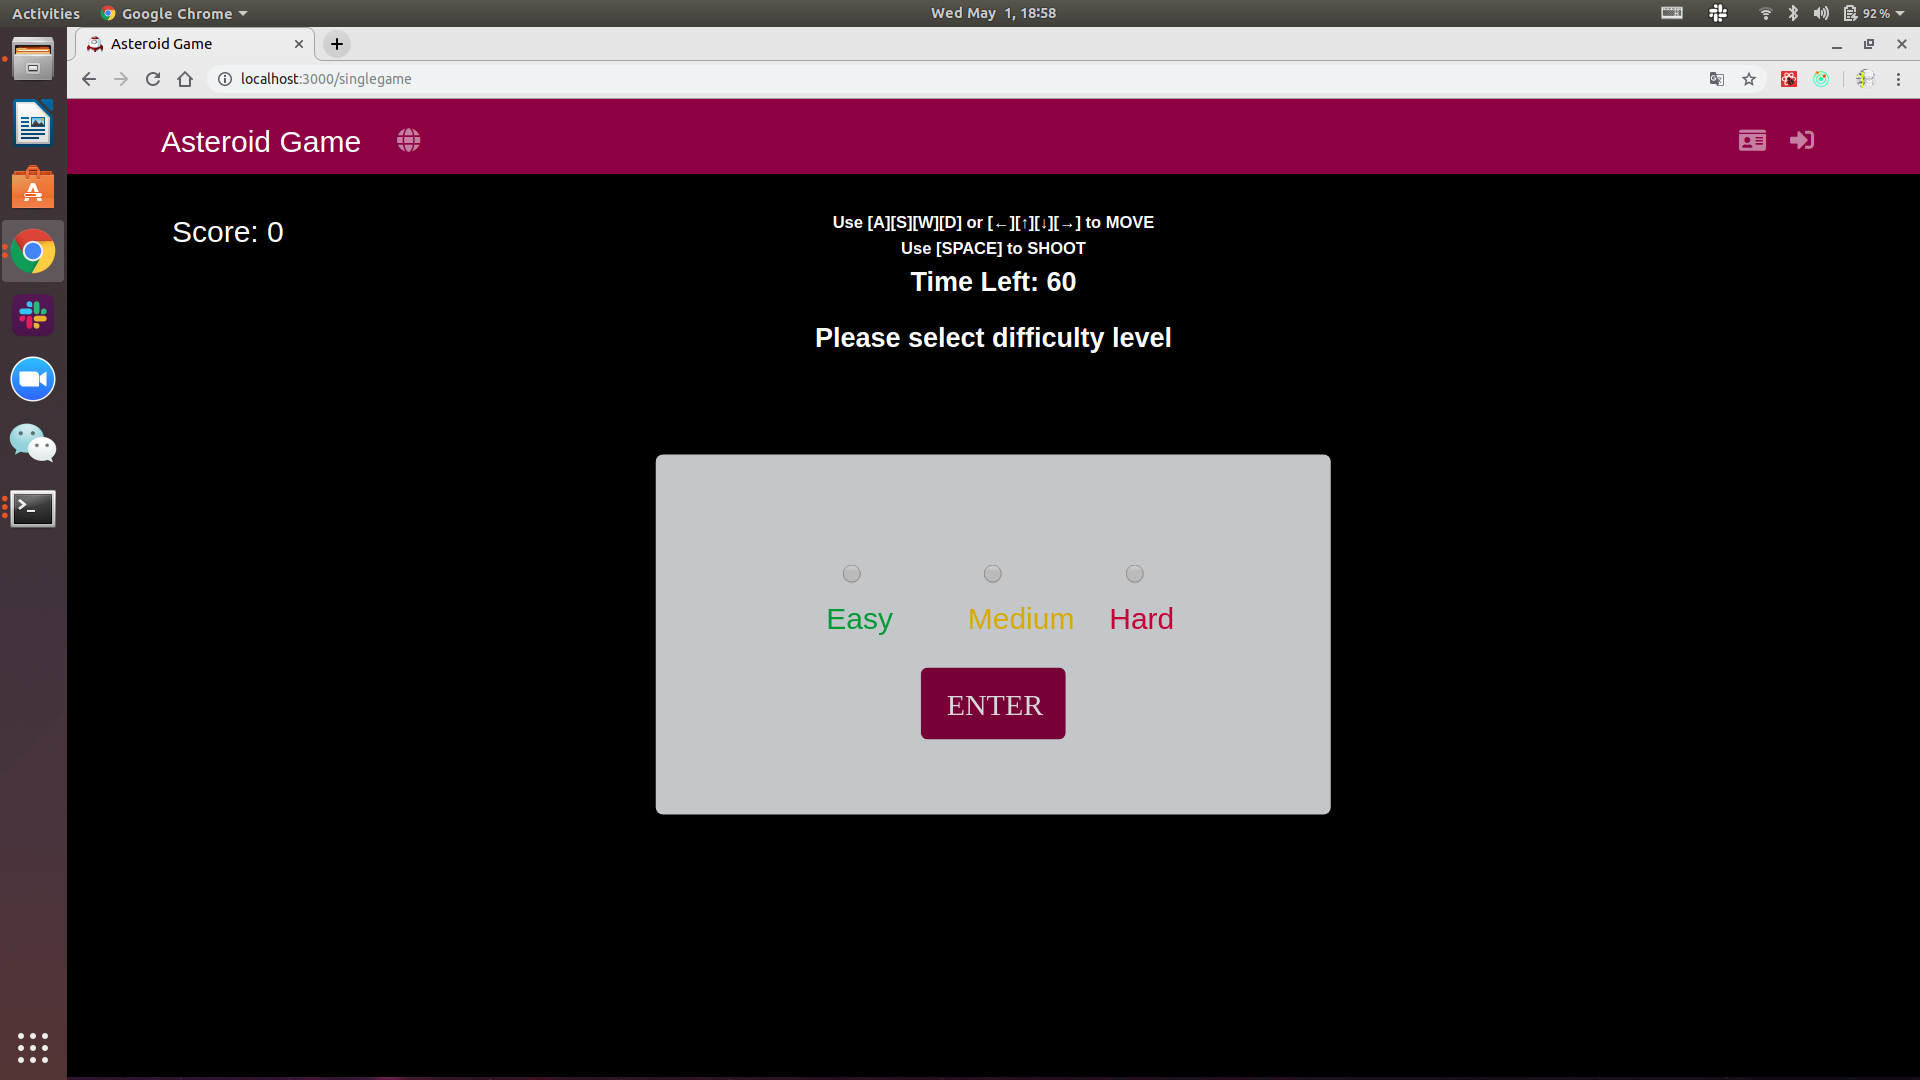 Activities
Google Chrome
Wed May 1, 18:58
92%
Asteroid Game
localhost:3000/singlegame
Asteroid Game
Score: 0
Use [A][S][W][D] or [←][↑][↓][→] to MOVE
Use [SPACE] to SHOOT
Time Left: 60
Please select difficulty level
Easy Medium Hard
ENTER